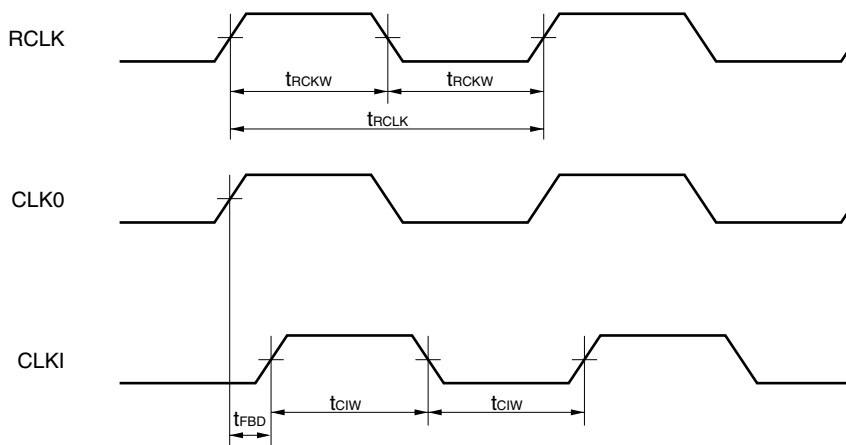 RCLK
tRCKW tRCKW
tRCLK
CLK0
CLKI
tCIW tCIW
tFBD